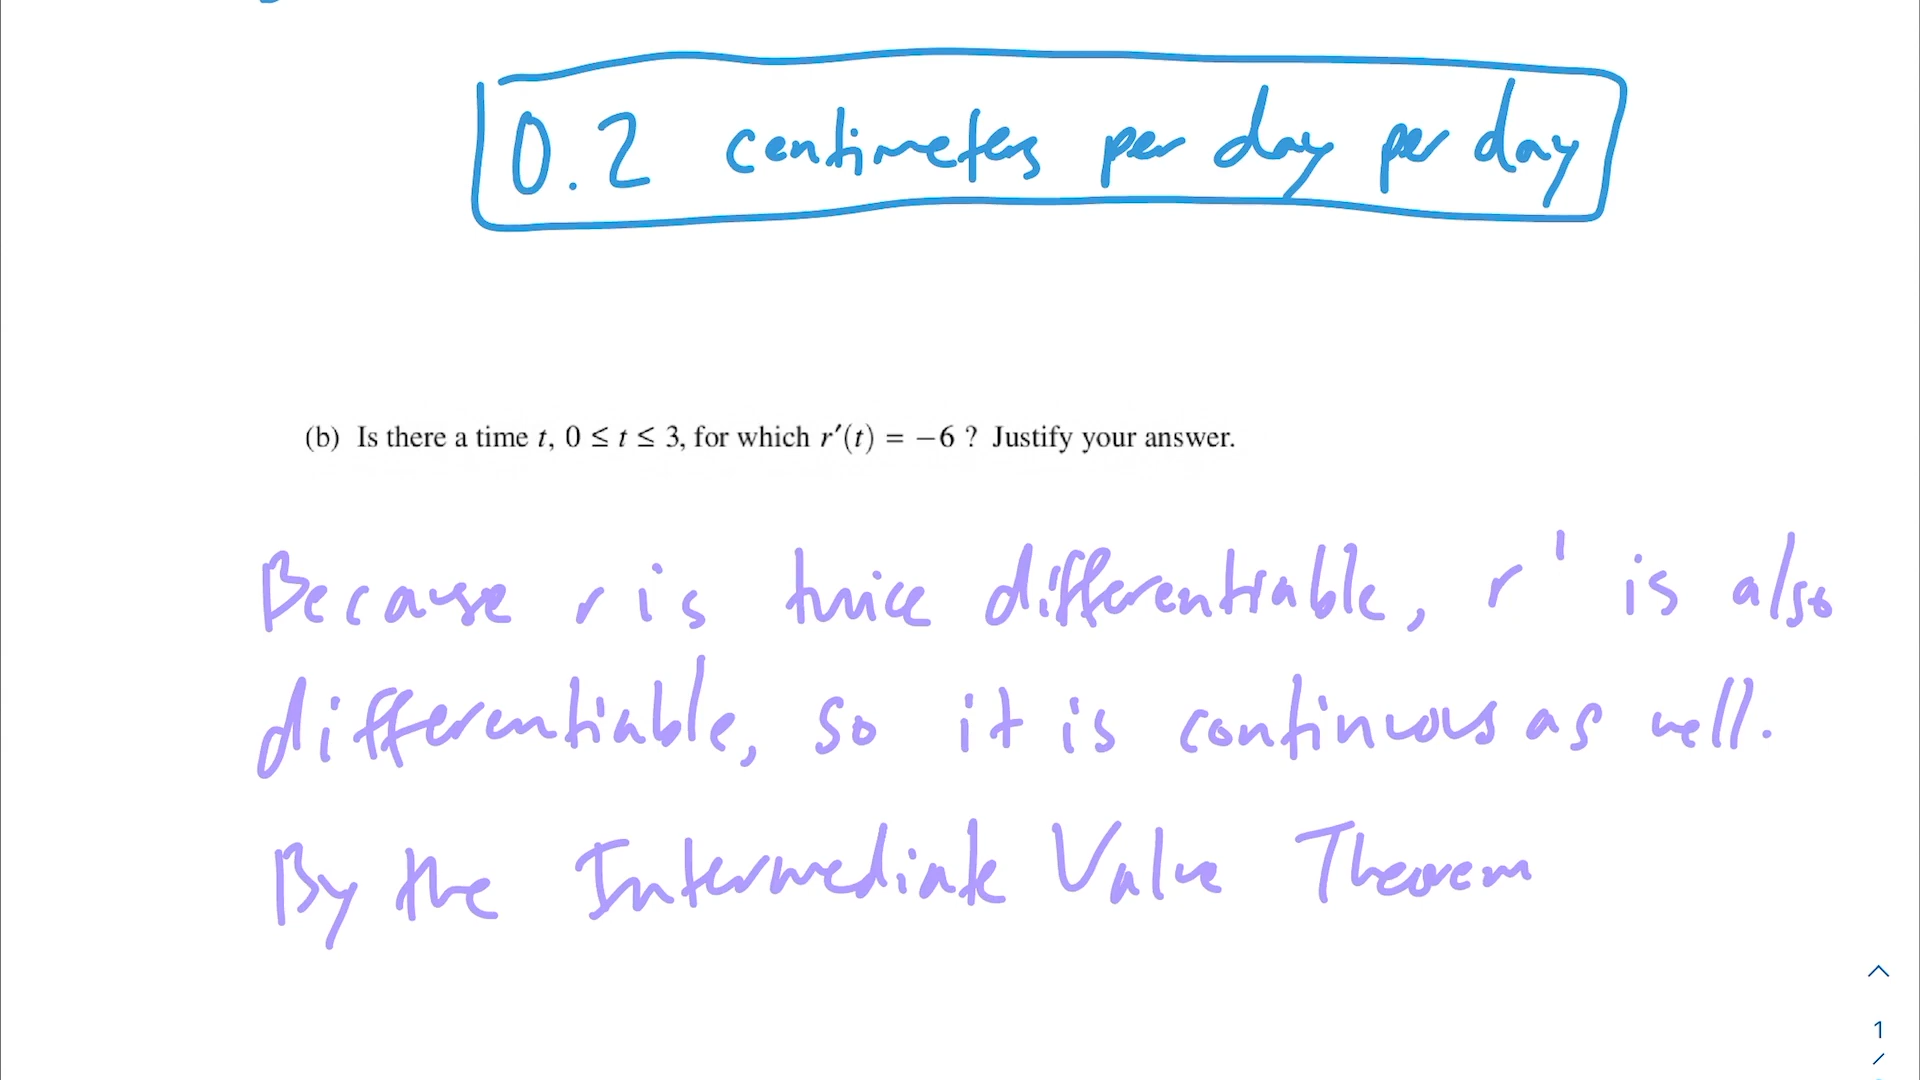 0.2 centimeters per day per day
(b) Is there a time t, 0 ≤ t ≤ 3, for which r′(t) = −6 ? Justify your answer.
Because r is twice differentiable, r' is also
differentiable, so it is continuous as well.
By the Intermediate Value Theorem
1